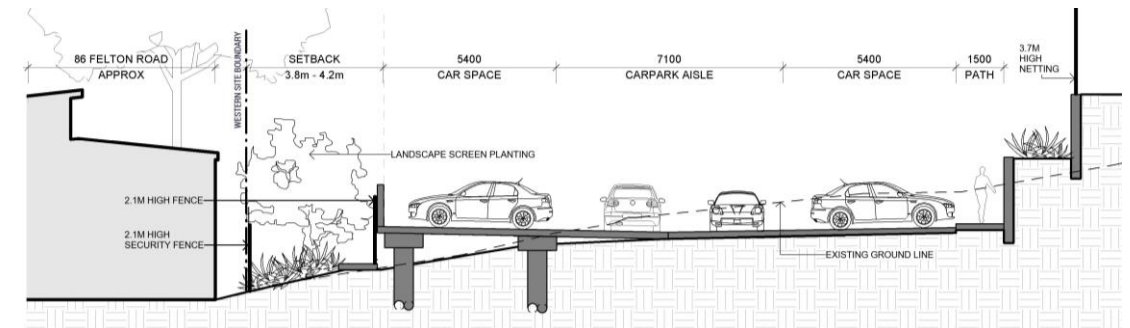 86 FELTON ROAD
APPROX
WESTERN SITE BOUNDARY
SETBACK
3.8m - 4.2m
5400
CAR SPACE
7100
CARPARK AISLE
5400
CAR SPACE
1500
PATH
3.7M
HIGH
NETTING
LANDSCAPE SCREEN PLANTING
2.1M HIGH FENCE
2.1M HIGH
SECURITY FENCE
EXISTING GROUND LINE